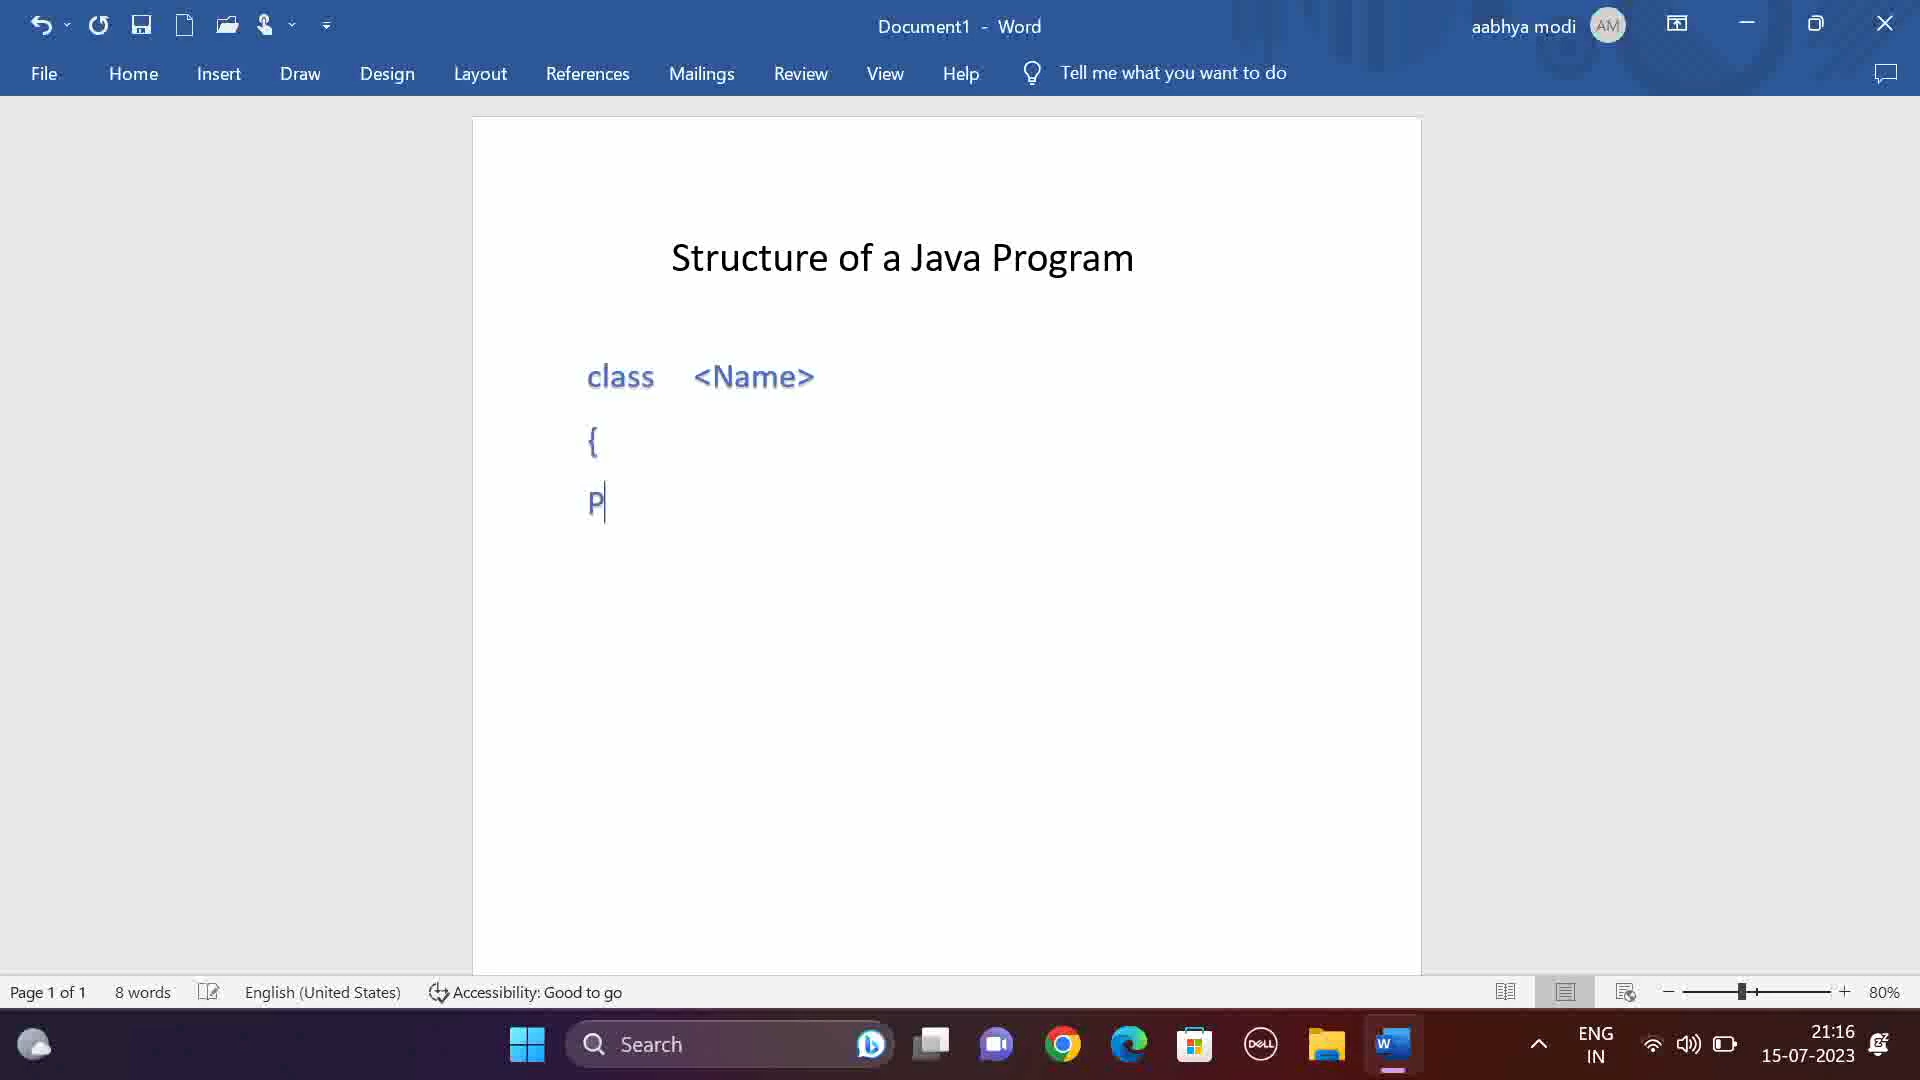 Document1 - Word
aabhya modi AM
File Home Insert Draw Design Layout References Mailings Review View Help Tell me what you want to do
Structure of a Java Program
class <Name>
{
P
Page 1 of 1 8 words English (United States) Accessibility: Good to go 80%
Search
DELL
W
ENG
IN
21:16
15-07-2023